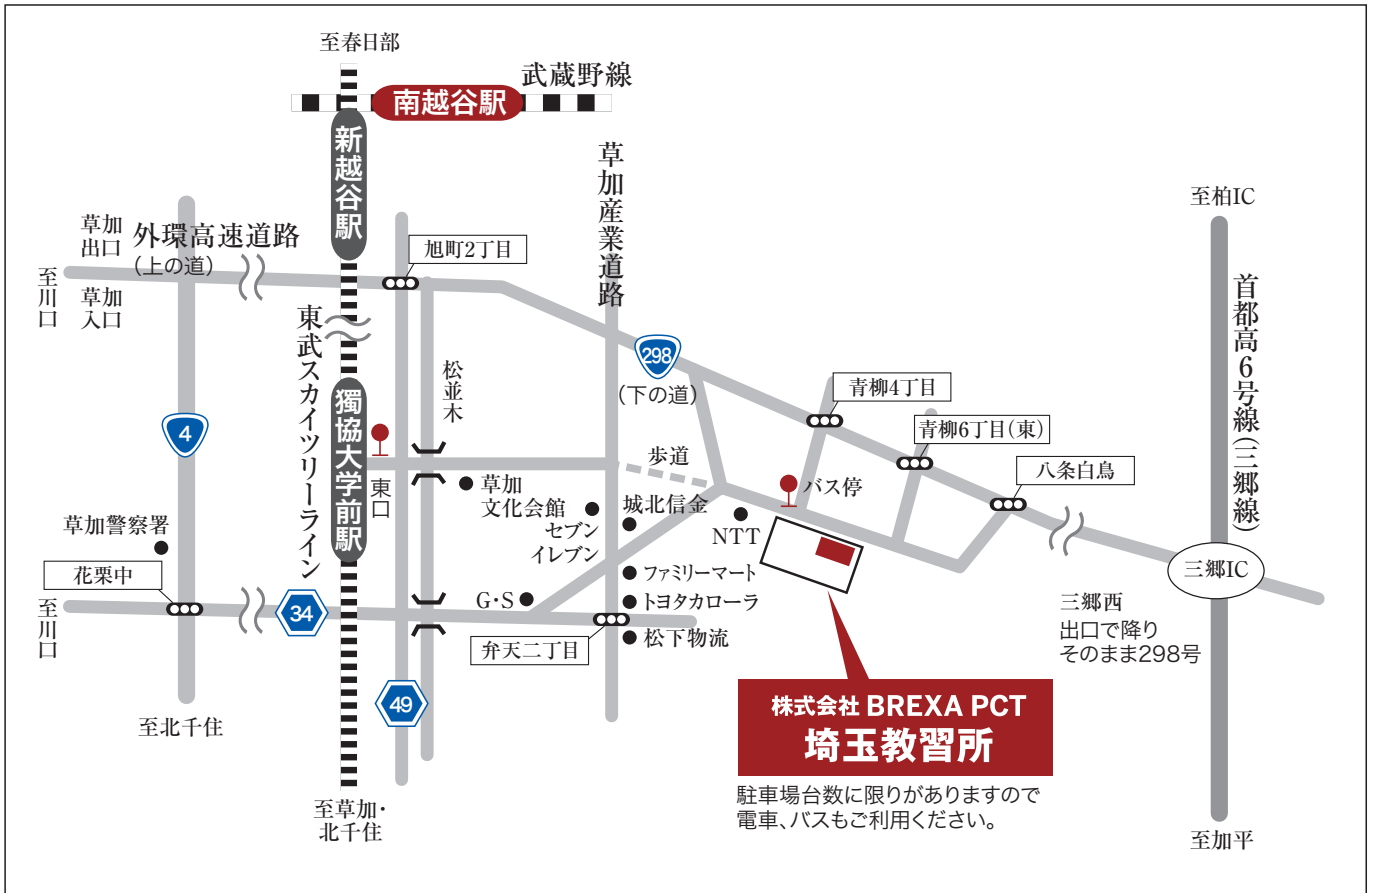 至春日部
武蔵野線
南越谷駅
新越谷駅
草加産業道路
至柏IC
草加
出口
外環高速道路
(上の道)
旭町2丁目
至川口
草加
入口
首都高6号線(三郷線)
東武スカイツリーライン
298
(下の道)
松並木
青柳4丁目
4
獨協大学前駅
青柳6丁目(東)
歩道
八条白鳥
東口
草加
文化会館
バス停
城北信金
セブン
イレブン
NTT
草加警察署
花栗中
三郷IC
ファミリーマート
至川口
34
G・S
トヨタカローラ
三郷西
出口で降り
そのまま298号
弁天二丁目
松下物流
49
至北千住
株式会社 BREXA PCT
埼玉教習所
駐車場台数に限りがありますので
電車、バスもご利用ください。
至草加・
北千住
至加平